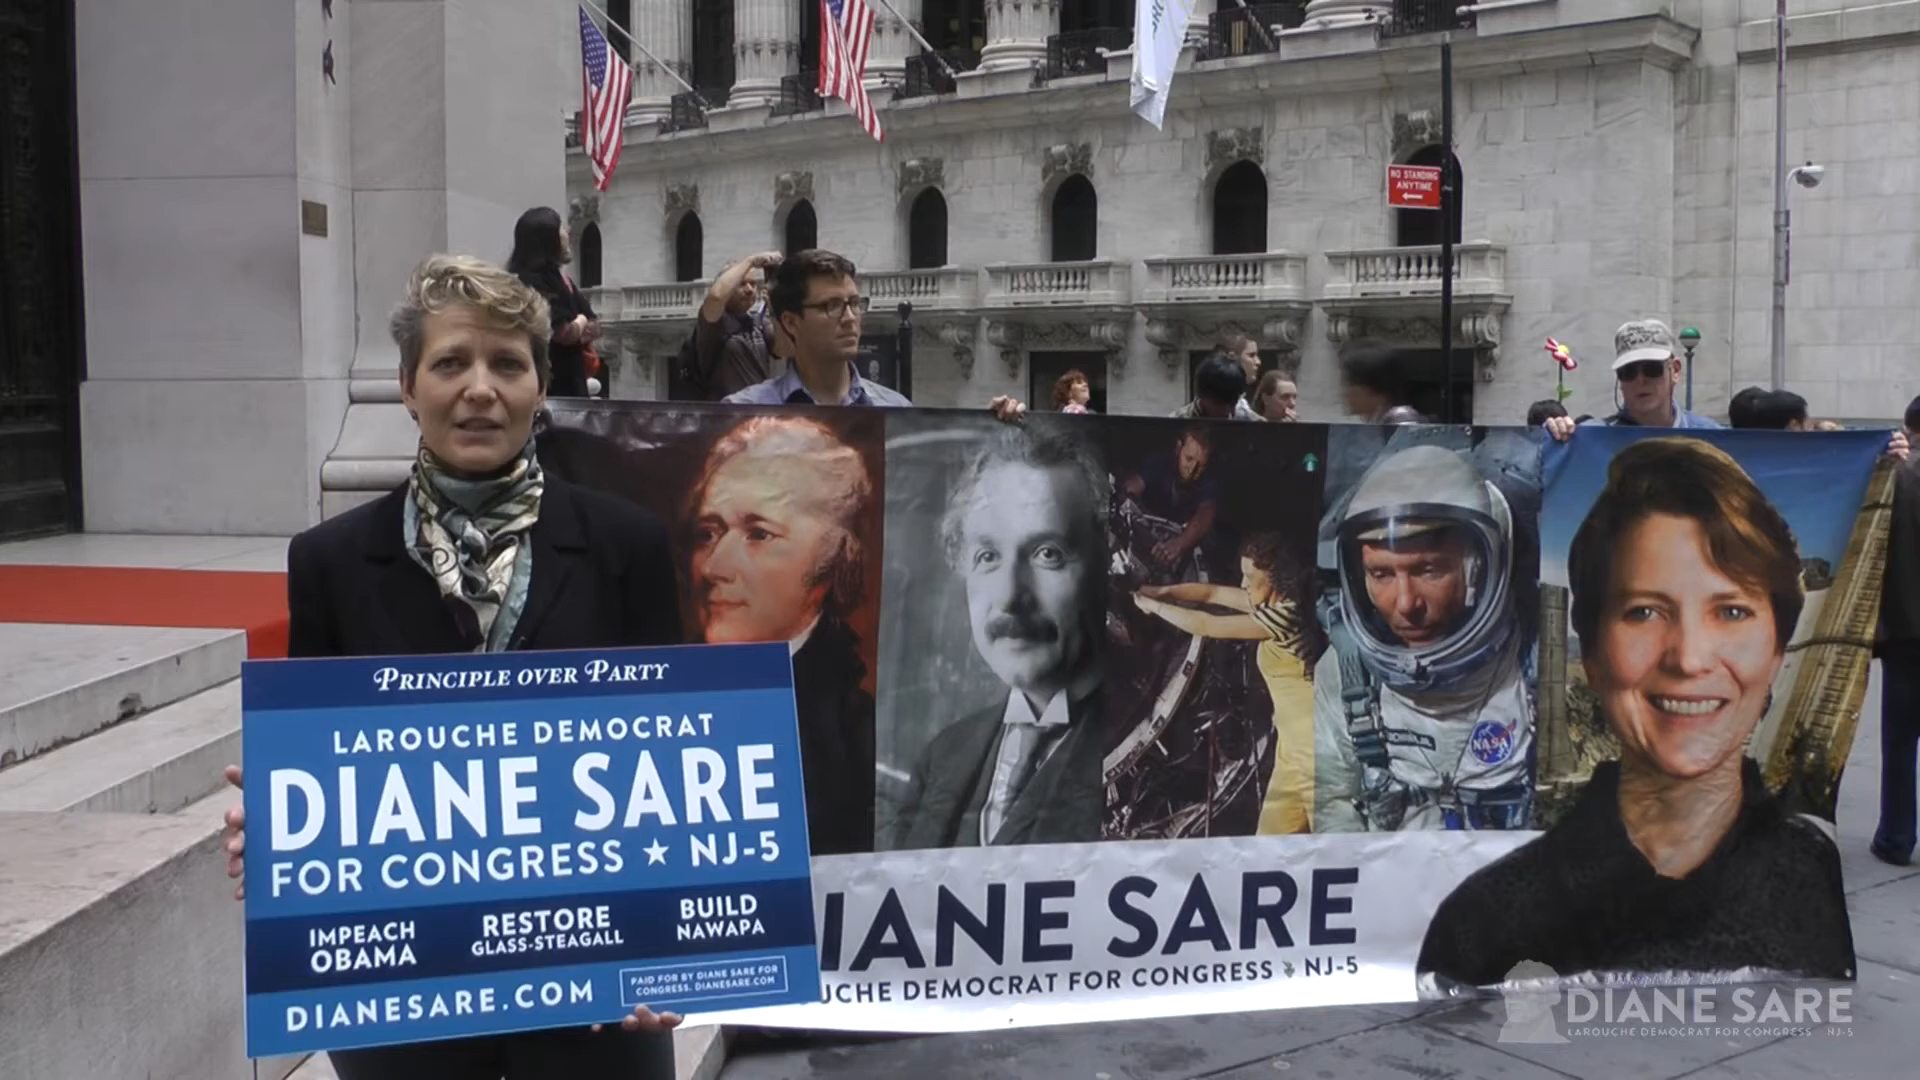 NO STANDING
ANYTIME
PRINCIPLE OVER PARTY
LAROUCHE DEMOCRAT
DIANE SARE
FOR CONGRESS ★ NJ-5
IMPEACH
OBAMA
RESTORE
GLASS-STEAGALL
BUILD
NAWAPA
DIANESARE.COM
PAID FOR BY DIANE SARE FOR
CONGRESS. DIANESARE.COM
NASA
IANE SARE
UCHE DEMOCRAT FOR CONGRESS NJ-5
DIANE SARE
LAROUCHE DEMOCRAT FOR CONGRESS NJ-5